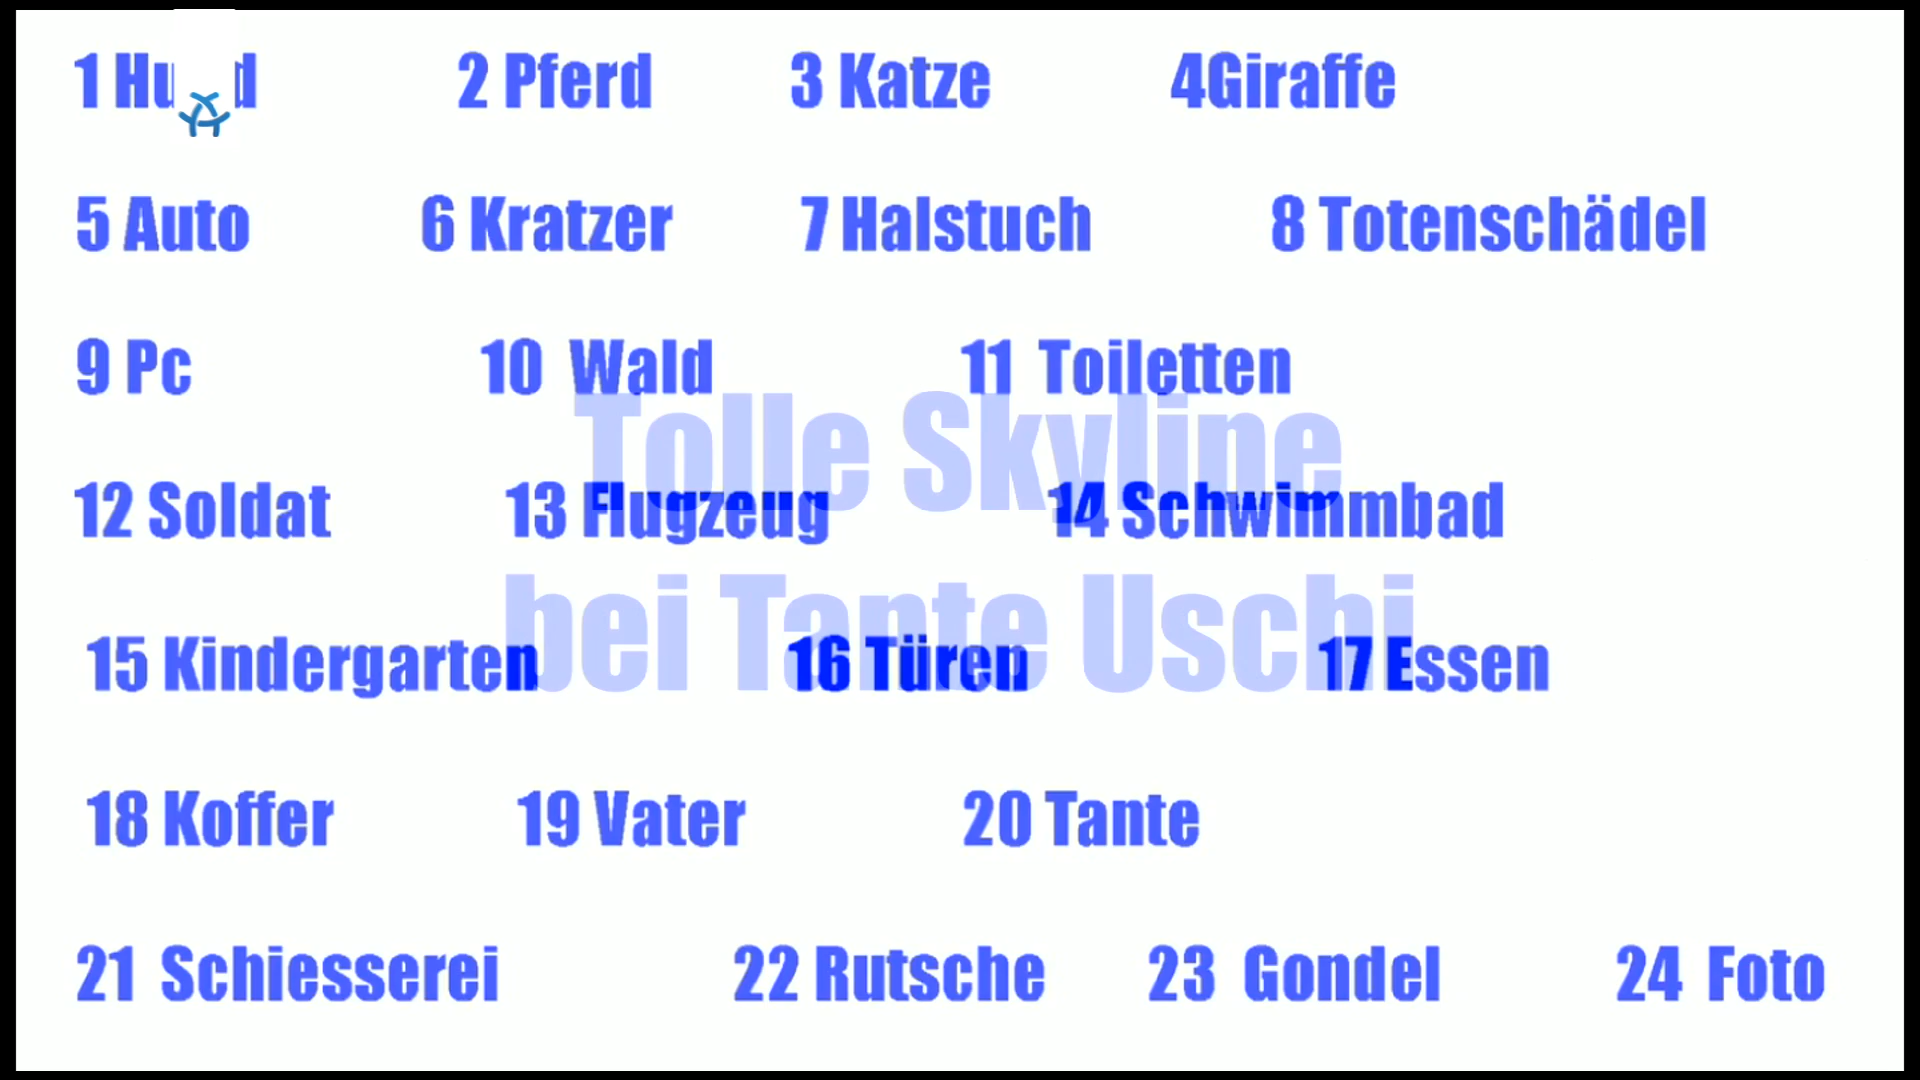 1 Hund 2 Pferd 3 Katze 4Giraffe
5 Auto 6 Kratzer 7 Halstuch 8 Totenschädel
9 Pc 10 Wald 11 Toiletten
Tolle Skyline
12 Soldat 13 Flugzeug 14 Schwimmbad
bei Tante Uschi
15 Kindergarten 16 Türen 17 Essen
18 Koffer 19 Vater 20 Tante
21 Schiesserei 22 Rutsche 23 Gondel 24 Foto